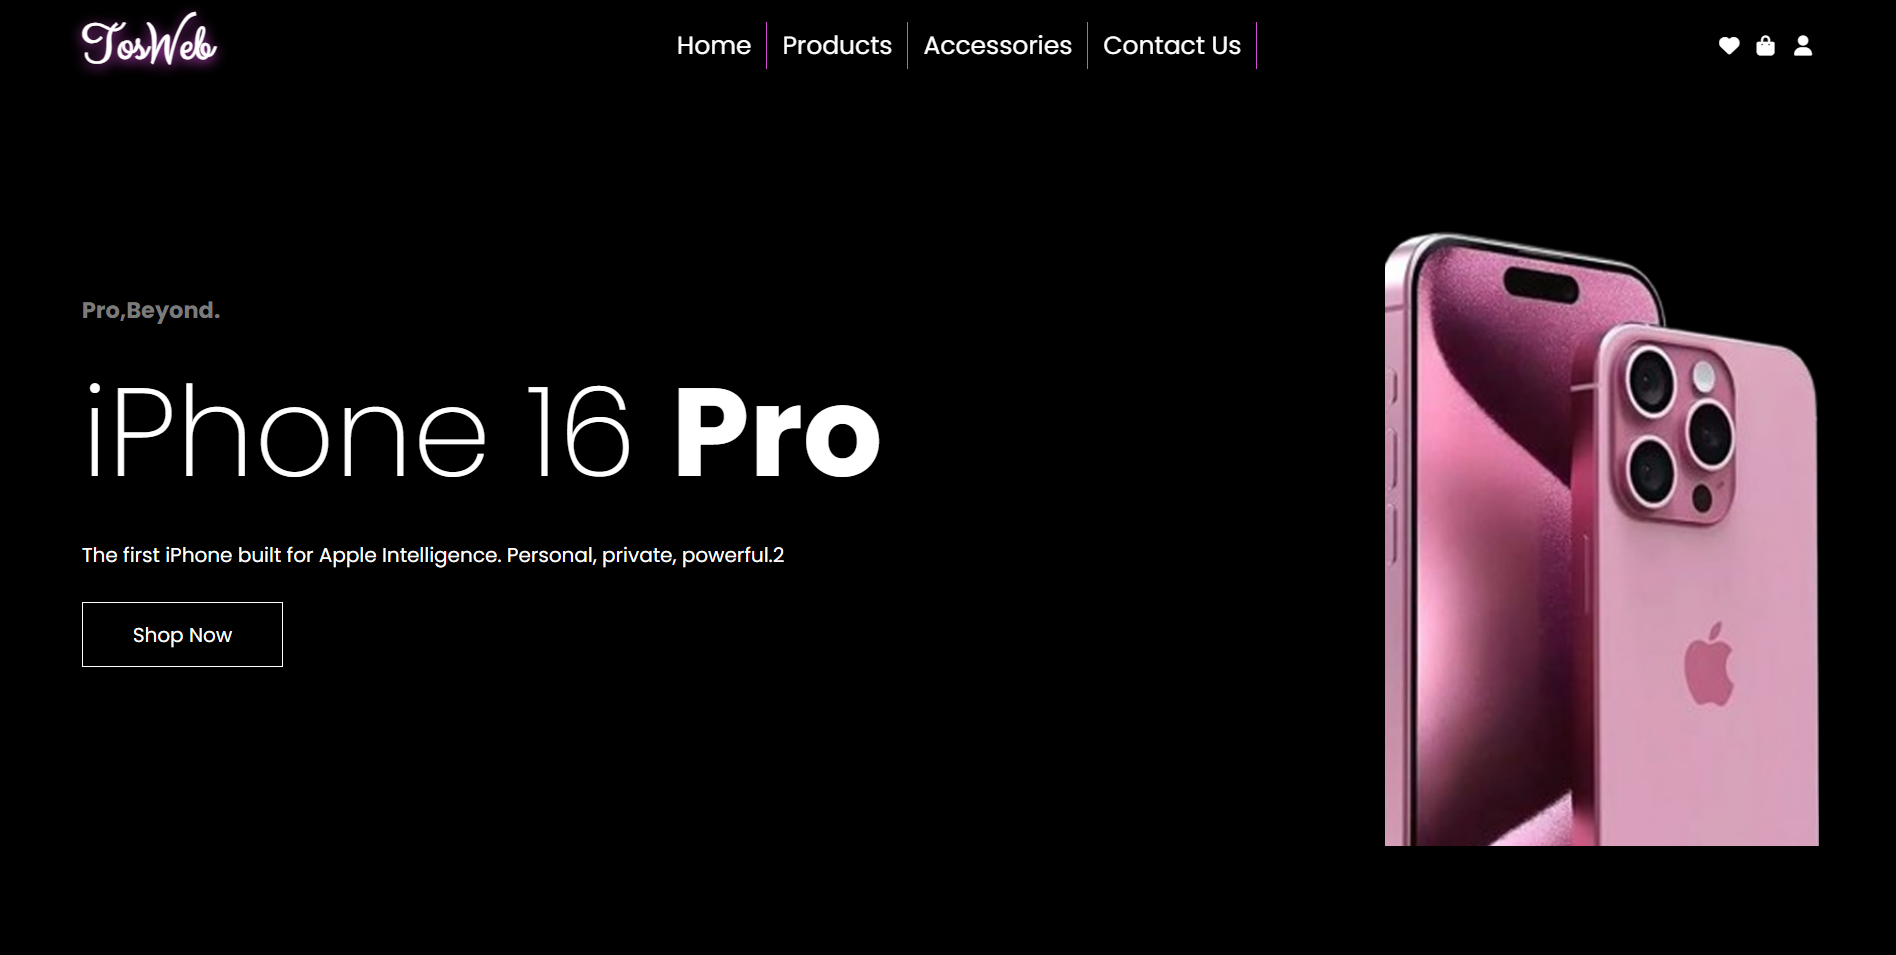 TosWeb
Home Products Accessories Contact Us
Pro,Beyond.
iPhone 16 Pro
The first iPhone built for Apple Intelligence. Personal, private, powerful.2
Shop Now